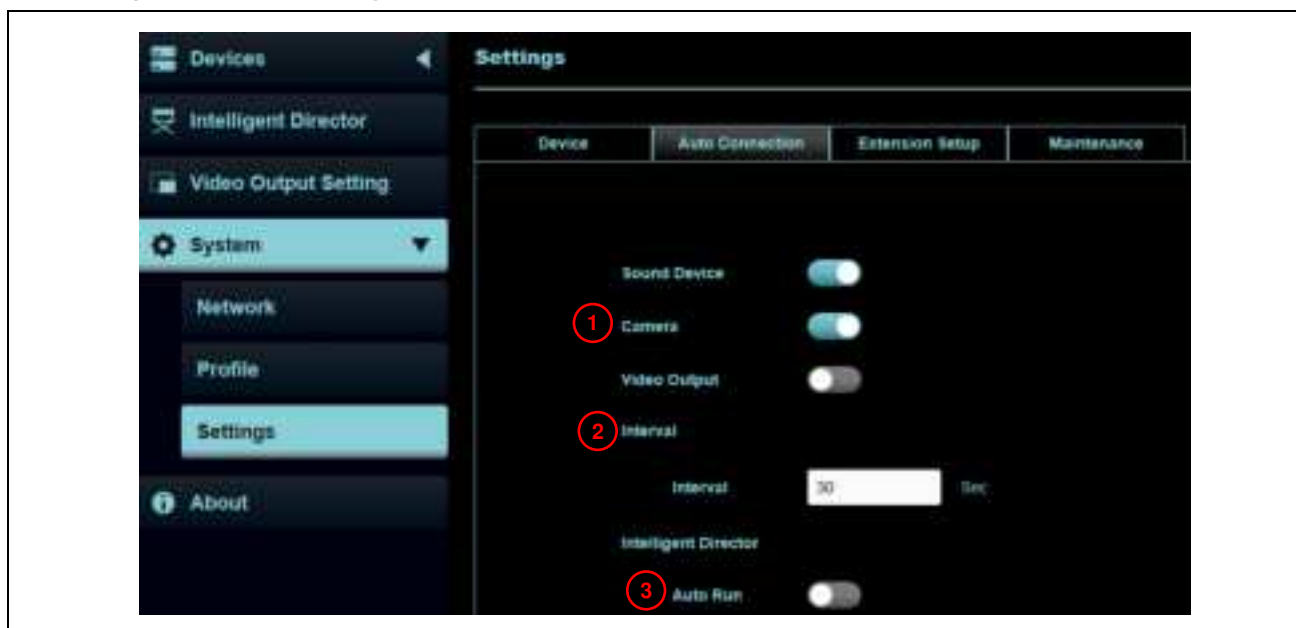 Devices
Intelligent Director
Video Output Setting
System
Network
Profile
Settings
About
Settings
Device Auto Connection Extension Setup Maintenance
Sound Device
1 Camera
Video Output
2 Interval
Interval 30 Sec
Intelligent Director
3 Auto Run